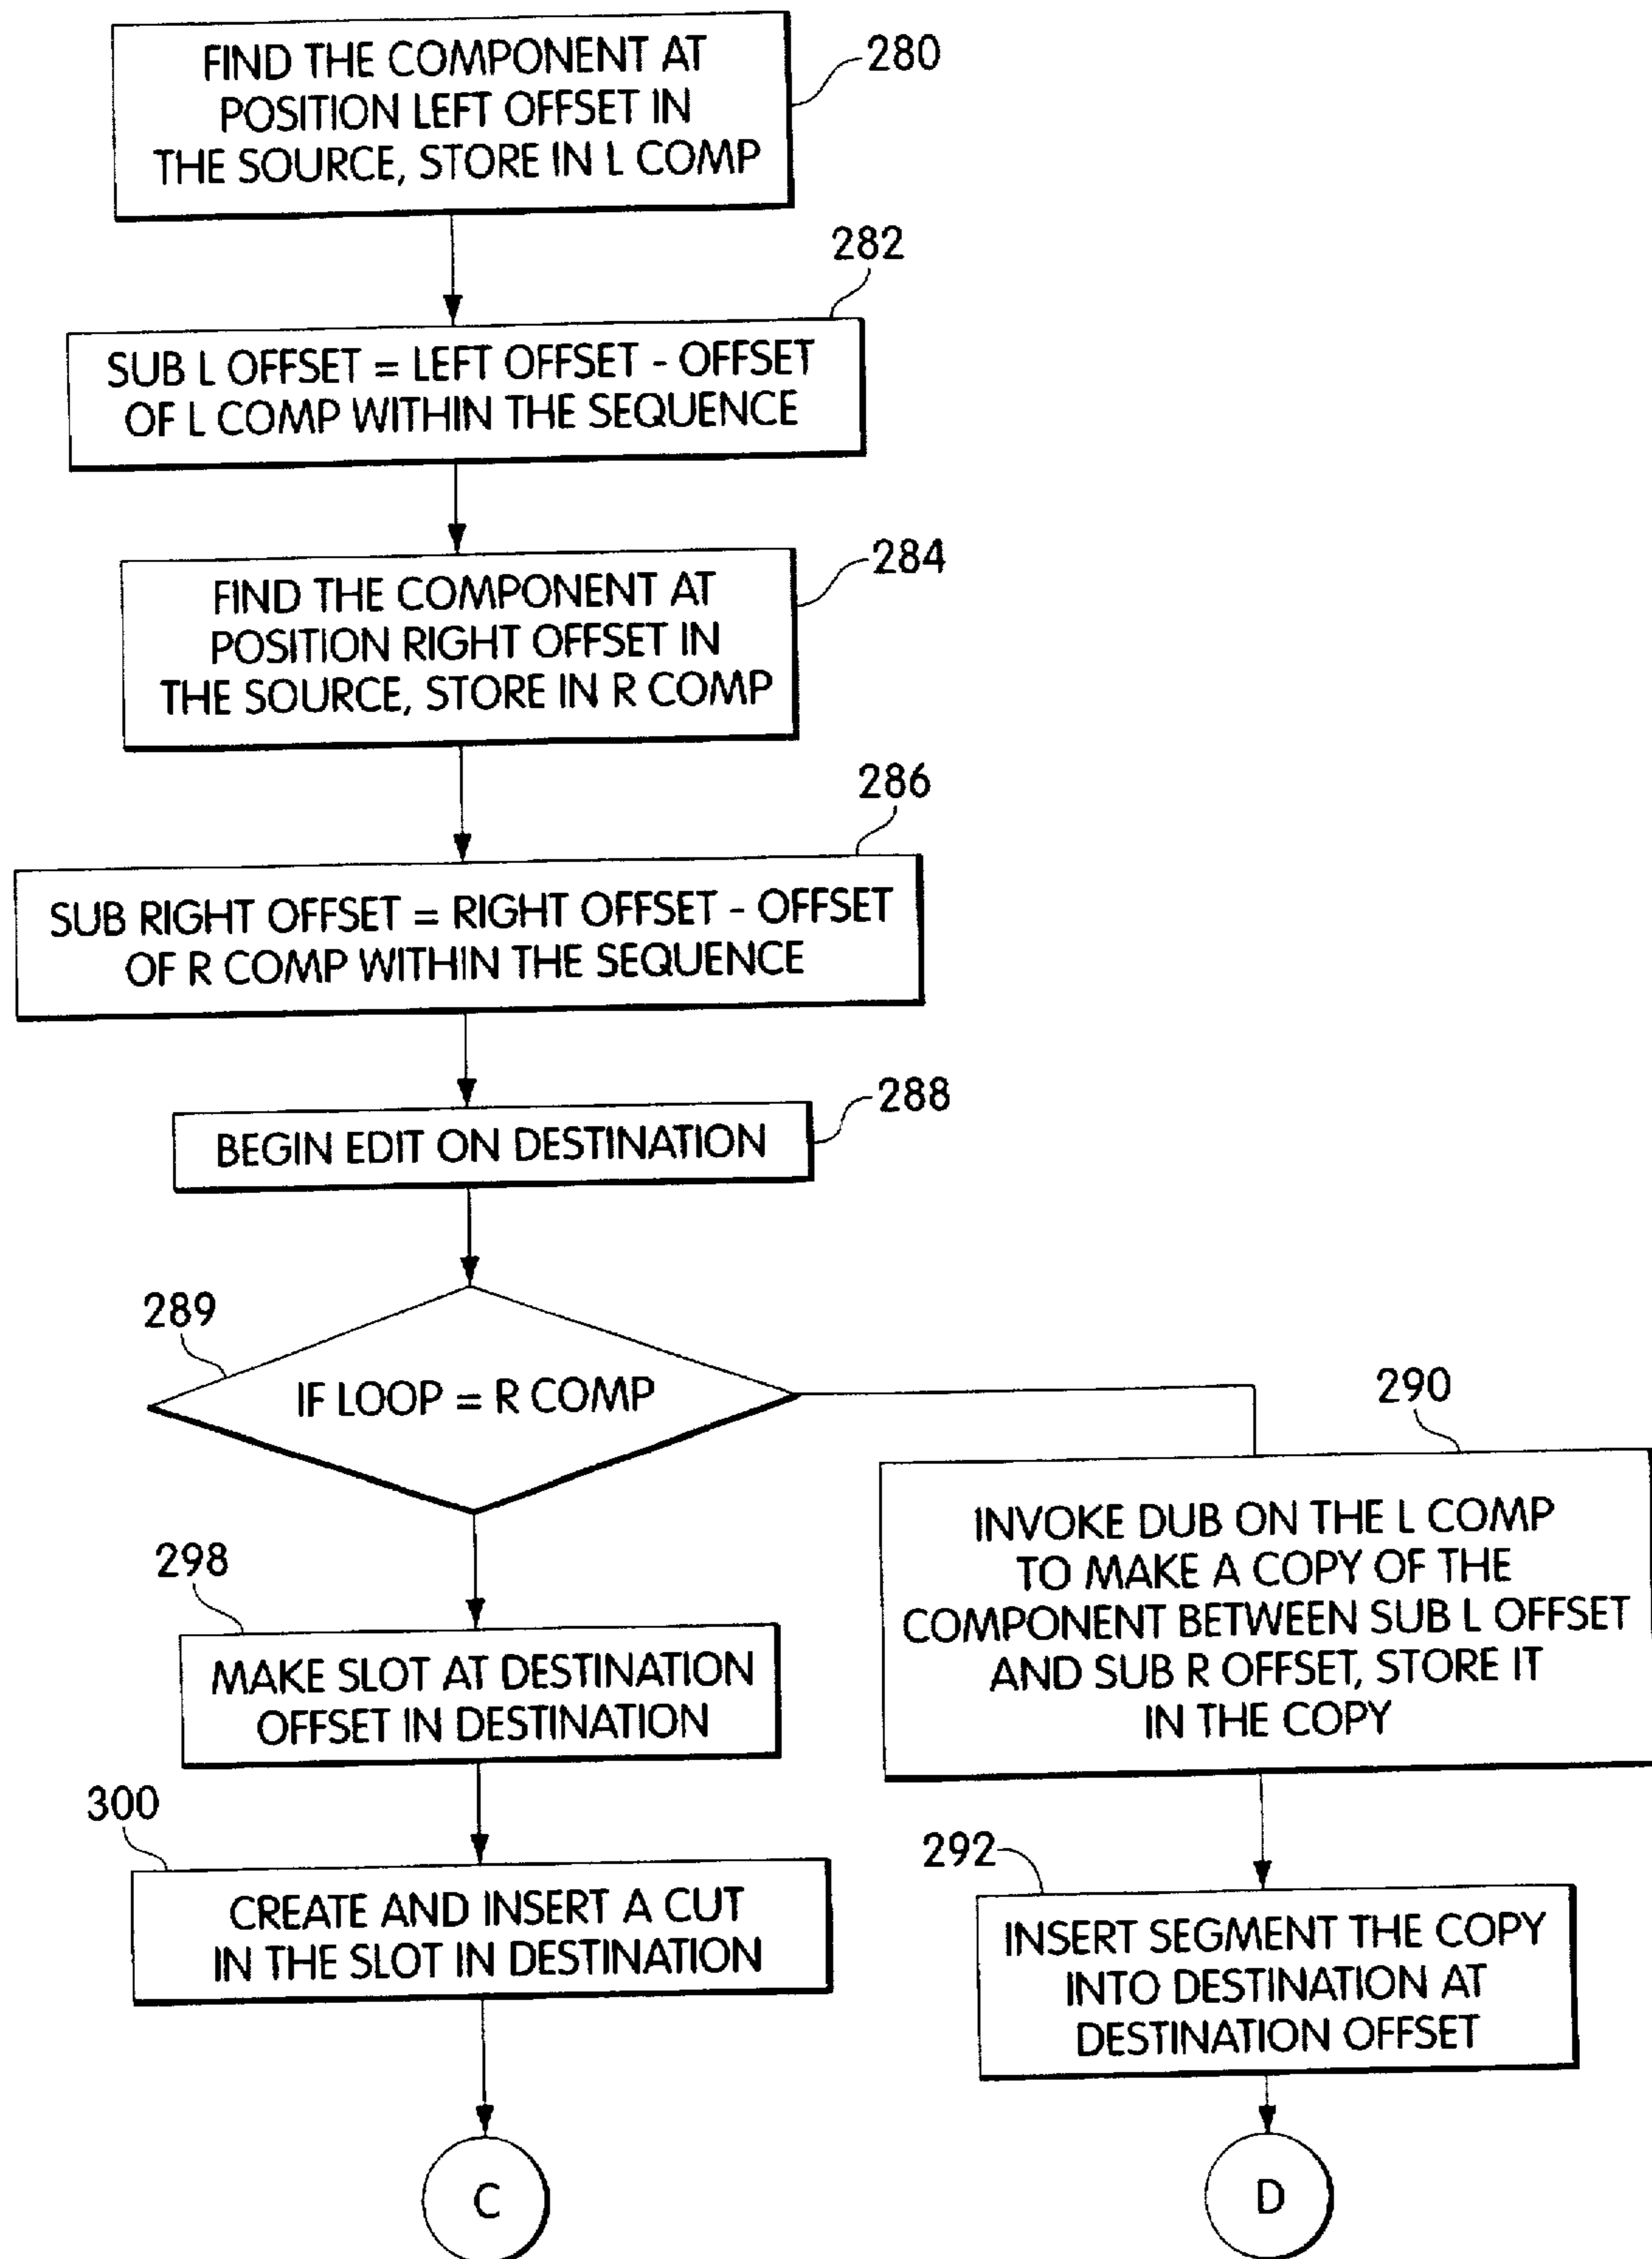 FIND THE COMPONENT AT
POSITION LEFT OFFSET IN
THE SOURCE, STORE IN L COMP
280
282
SUB L OFFSET = LEFT OFFSET - OFFSET
OF L COMP WITHIN THE SEQUENCE
284
FIND THE COMPONENT AT
POSITION RIGHT OFFSET IN
THE SOURCE, STORE IN R COMP
286
SUB RIGHT OFFSET = RIGHT OFFSET - OFFSET
OF R COMP WITHIN THE SEQUENCE
288
BEGIN EDIT ON DESTINATION
289
IF LOOP = R COMP
290
INVOKE DUB ON THE L COMP
TO MAKE A COPY OF THE
COMPONENT BETWEEN SUB L OFFSET
AND SUB R OFFSET, STORE IT
IN THE COPY
298
MAKE SLOT AT DESTINATION
OFFSET IN DESTINATION
300
CREATE AND INSERT A CUT
IN THE SLOT IN DESTINATION
292
INSERT SEGMENT THE COPY
INTO DESTINATION AT
DESTINATION OFFSET
C
D